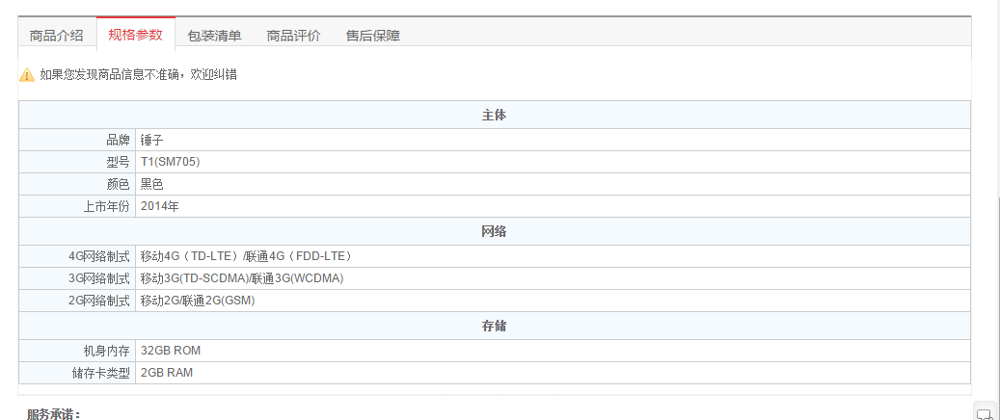 商品介绍 规格参数 包装清单 商品评价 售后保障
如果您发现商品信息不准确，欢迎纠错
主体
品牌 锤子
型号 T1(SM705)
颜色 黑色
上市年份 2014年
网络
4G网络制式 移动4G（TD-LTE）/联通4G（FDD-LTE）
3G网络制式 移动3G(TD-SCDMA)/联通3G(WCDMA)
2G网络制式 移动2G/联通2G(GSM)
存储
机身内存 32GB ROM
储存卡类型 2GB RAM
服务承诺：